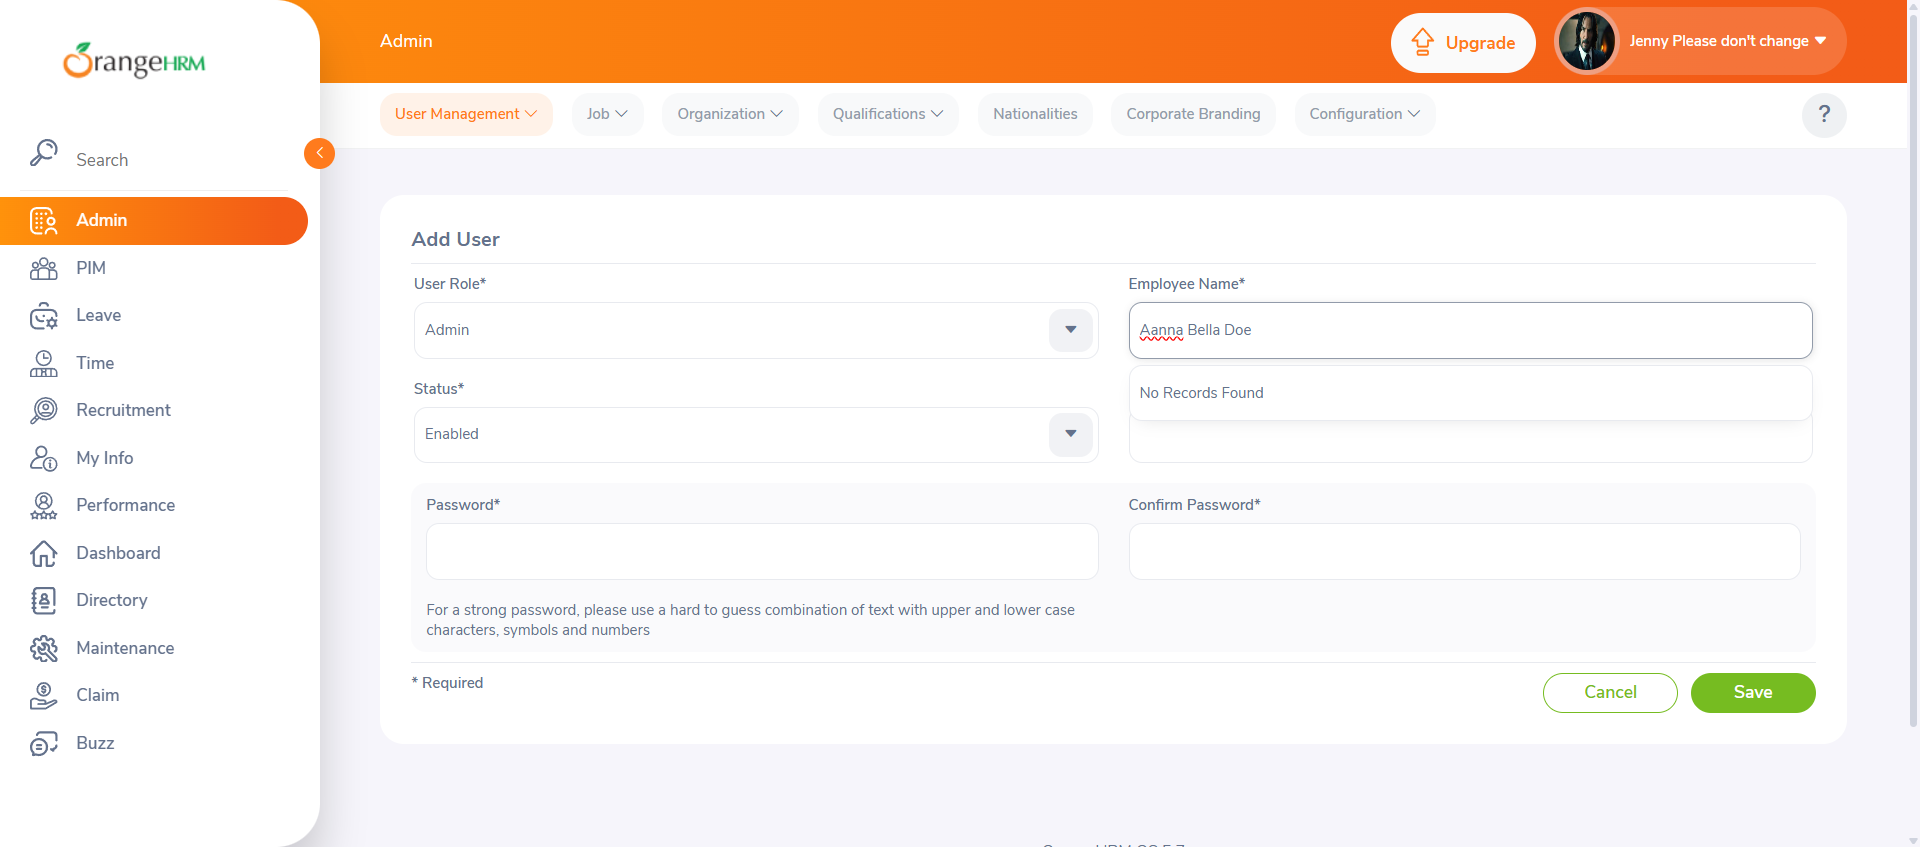 OrangeHRM
Admin
Upgrade
Jenny Please don't change
Search
Admin
PIM
Leave
Time
Recruitment
My Info
Performance
Dashboard
Directory
Maintenance
Claim
Buzz
User Management
Job
Organization
Qualifications
Nationalities
Corporate Branding
Configuration
?
Add User
User Role*
Admin
Employee Name*
Aanna Bella Doe
No Records Found
Status*
Enabled
Password*
Confirm Password*
For a strong password, please use a hard to guess combination of text with upper and lower case
characters, symbols and numbers
* Required
Cancel
Save